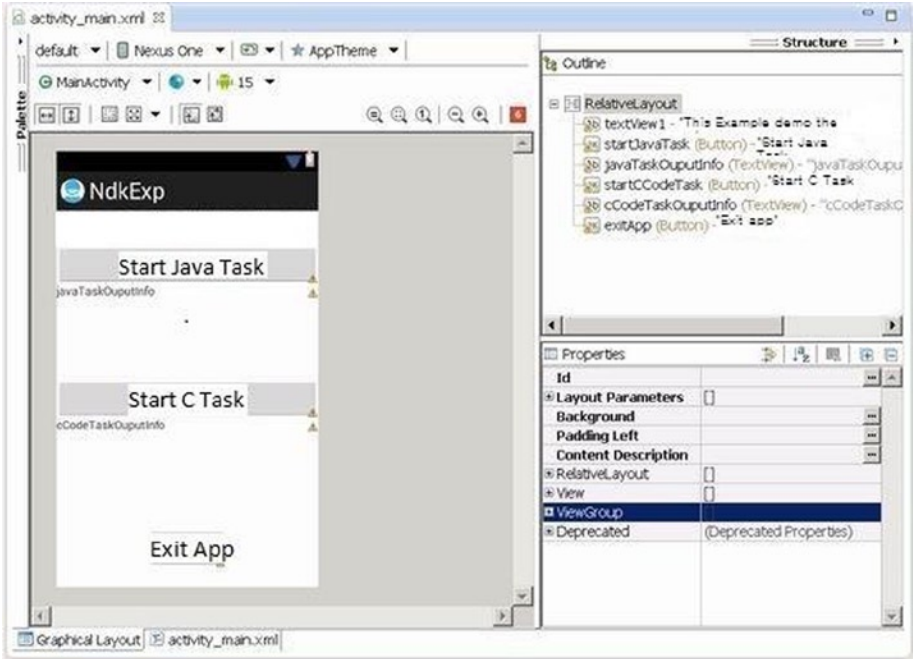 activity_main.xml
default Nexus One AppTheme
MainActivity 15
Palette
NdkExp
Start Java Task
javaTaskOuputInfo
Start C Task
cCodeTaskOuputInfo
Exit App
Graphical Layout activity_main.xml
Structure
Outline
RelativeLayout
textView1 - "This Example demo the
startJavaTask (Button) - "Start Java
javaTaskOuputInfo (TextView) - "javaTaskOupu
startCCodeTask (Button) - "Start C Task
cCodeTaskOuputInfo (TextView) - "cCodeTaskO
exitApp (Button) - "Exit app"
Properties
Id
Layout Parameters []
Background
Padding Left
Content Description
RelativeLayout []
View []
ViewGroup
Deprecated (Deprecated Properties)